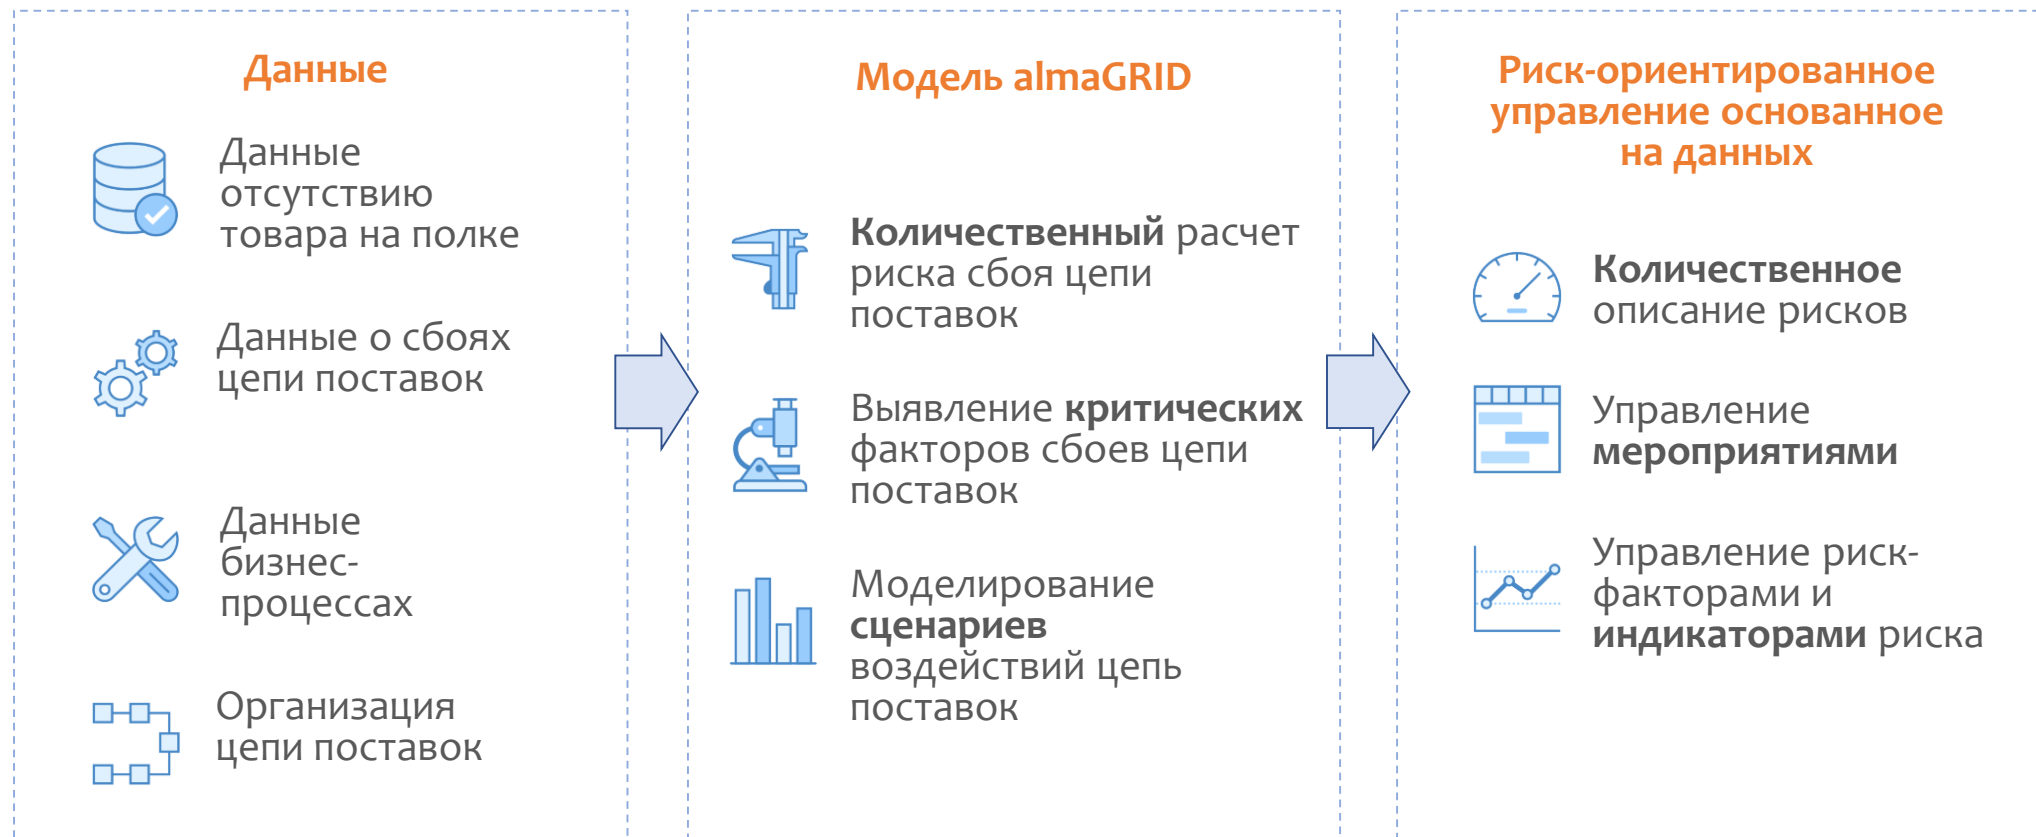 Данные
Данные
отсутствию
товара на полке
Данные о сбоях
цепи поставок
Данные
бизнес-
процессах
Организация
цепи поставок
Модель almaGRID
Количественный расчет
риска сбоя цепи
поставок
Выявление критических
факторов сбоев цепи
поставок
Моделирование
сценариев
воздействий цепь
поставок
Риск-ориентированное
управление основанное
на данных
Количественное
описание рисков
Управление
мероприятиями
Управление риск-
факторами и
индикаторами риска